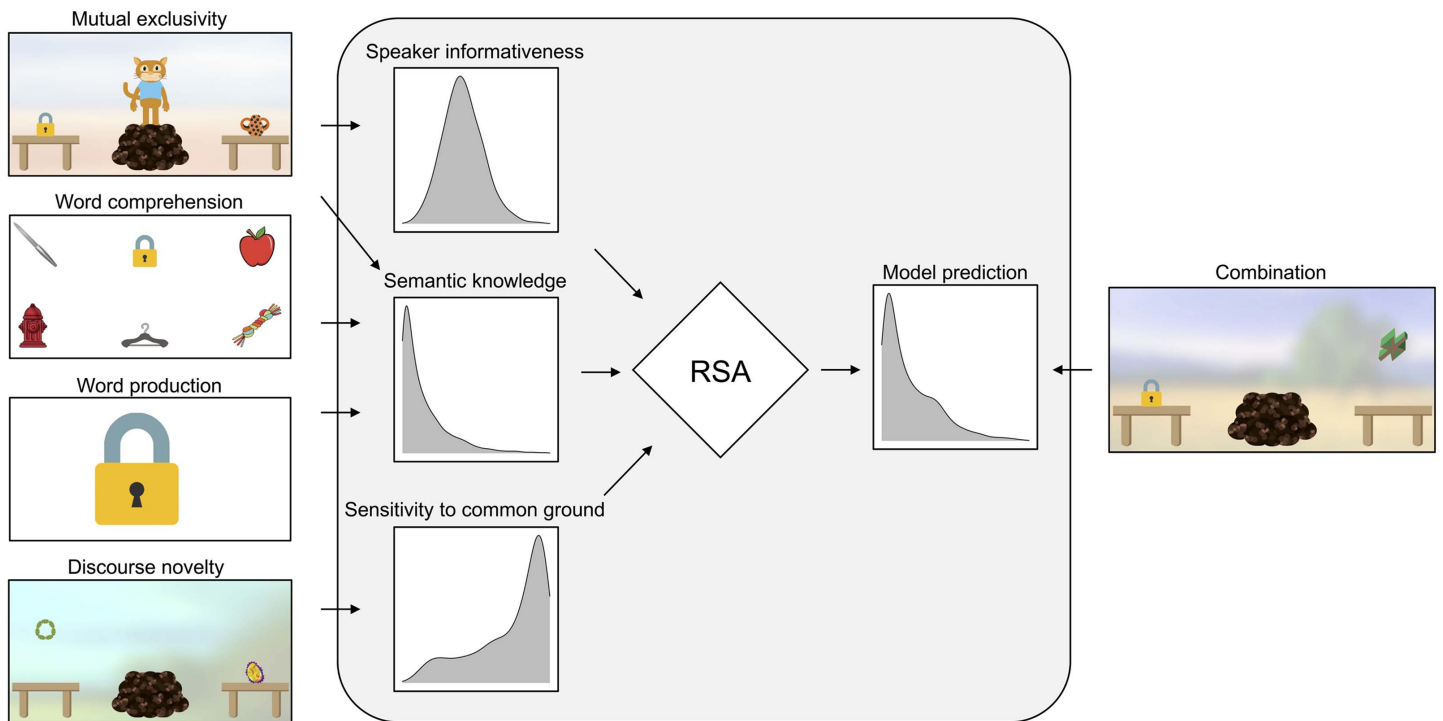 Mutual exclusivity
Word comprehension
Word production
Discourse novelty
Speaker informativeness
Semantic knowledge
Sensitivity to common ground
RSA
Model prediction
Combination